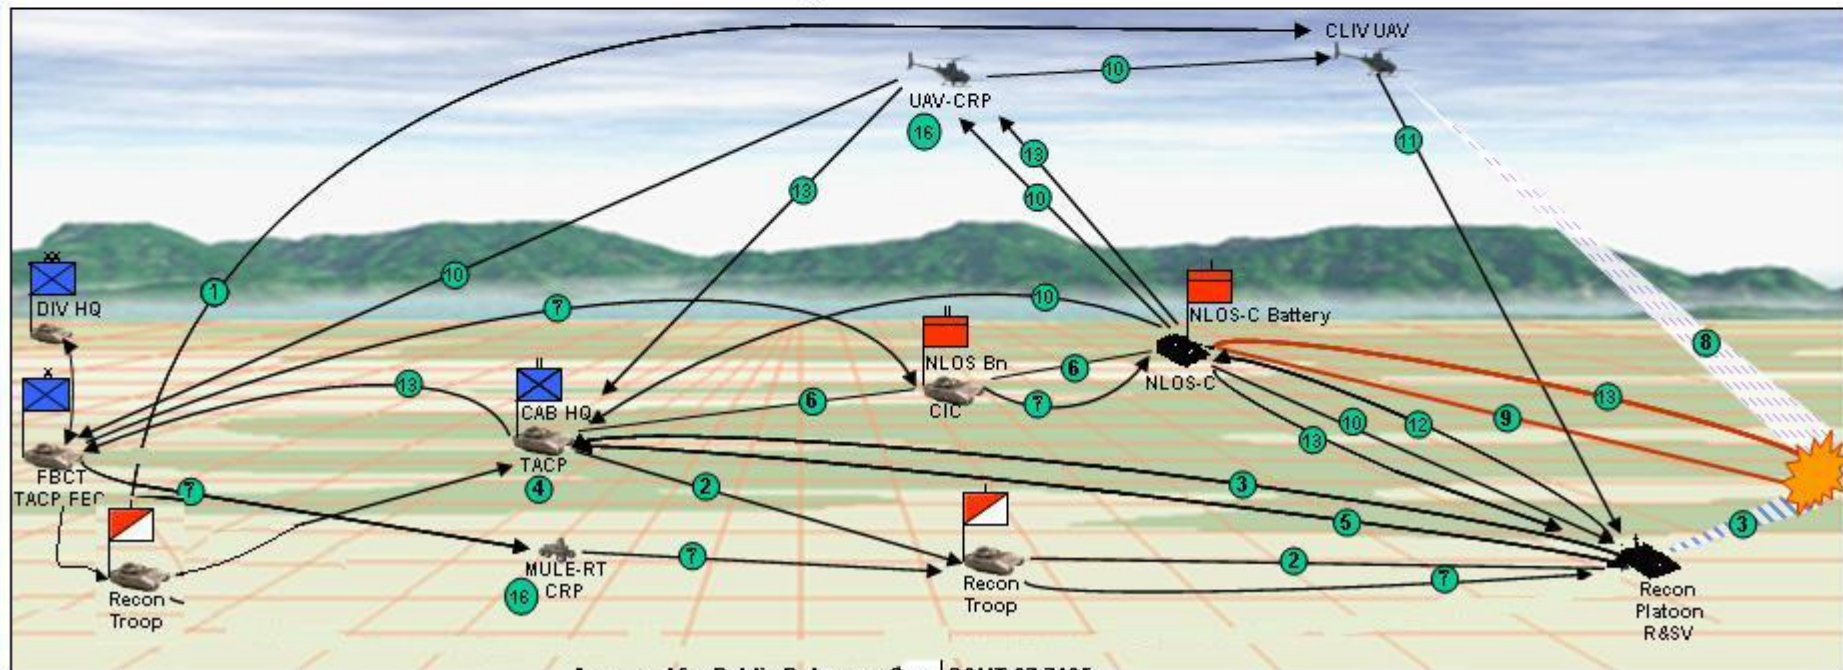 CLIV UAV
10
UAV-CRP
16
11
13
13
10
XX
DIV HQ
1
10
7
10
NLOS-C Battery
X
II
CAB HQ
II
NLOS Bn
CIC
NLOS-C
8
13
6
6
7
13
9
10
12
13
FBCT
TACP FEC
TACP
4
7
2
3
5
3
Recon
Troop
MULE-RT
CRP
16
7
Recon
Troop
2
7
Recon
Platoon
R&SV